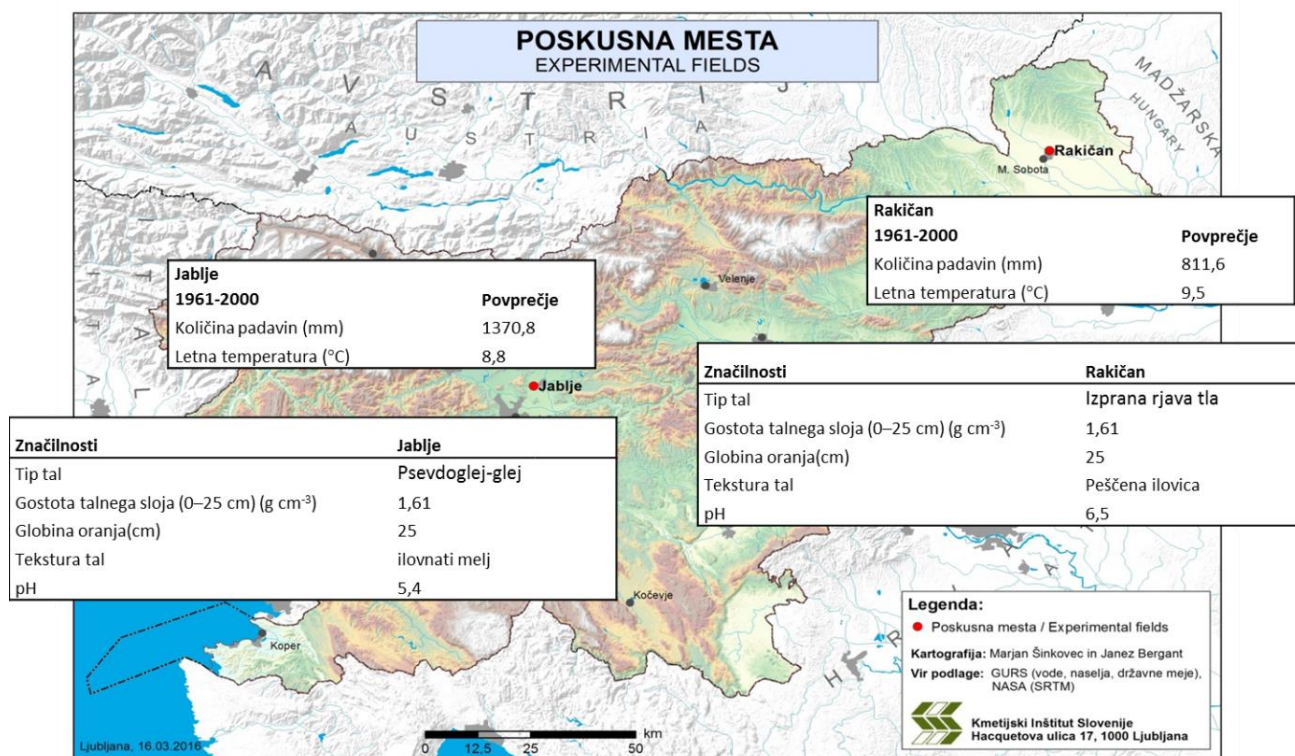 POSKUSNA MESTA
EXPERIMENTAL FIELDS
AVSTRIJ
AUSTRIA
MADŽARSKA
HUNGARY
Rakičan
M. Sobota
Rakičan
1961-2000 Povprečje
Količina padavin (mm) 811,6
Letna temperatura (°C) 9,5
Jablje
1961-2000 Povprečje
Količina padavin (mm) 1370,8
Letna temperatura (°C) 8,8
Velenje
Jablje
Značilnosti Rakičan
Tip tal Izprana rjava tla
Gostota talnega sloja (0–25 cm) (g cm⁻³) 1,61
Globina oranja(cm) 25
Tekstura tal Peščena ilovica
pH 6,5
Značilnosti Jablje
Tip tal Psevdoglej-glej
Gostota talnega sloja (0–25 cm) (g cm⁻³) 1,61
Globina oranja(cm) 25
Tekstura tal ilovnati melj
pH 5,4
Kočevje
Koper
Legenda:
Poskusna mesta / Experimental fields
Kartografija: Marjan Šinkovec in Janez Bergant
Vir podlage: GURS (vode, naselja, državne meje),
NASA (SRTM)
Kmetijski Inštitut Slovenije
Hacquetova ulica 17, 1000 Ljubljana
km
0 12,5 25 50
Ljubljana, 16.03.2016